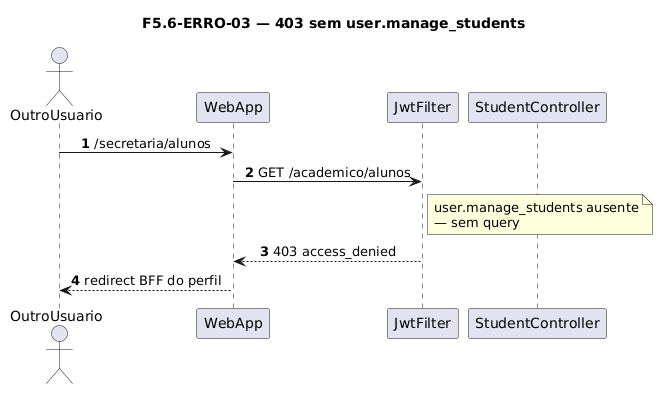 F5.6-ERRO-03 — 403 sem user.manage_students
OutroUsuario
WebApp
JwtFilter
StudentController
1 /secretaria/alunos
2 GET /academico/alunos
user.manage_students ausente
— sem query
3 403 access_denied
4 redirect BFF do perfil
OutroUsuario
WebApp
JwtFilter
StudentController